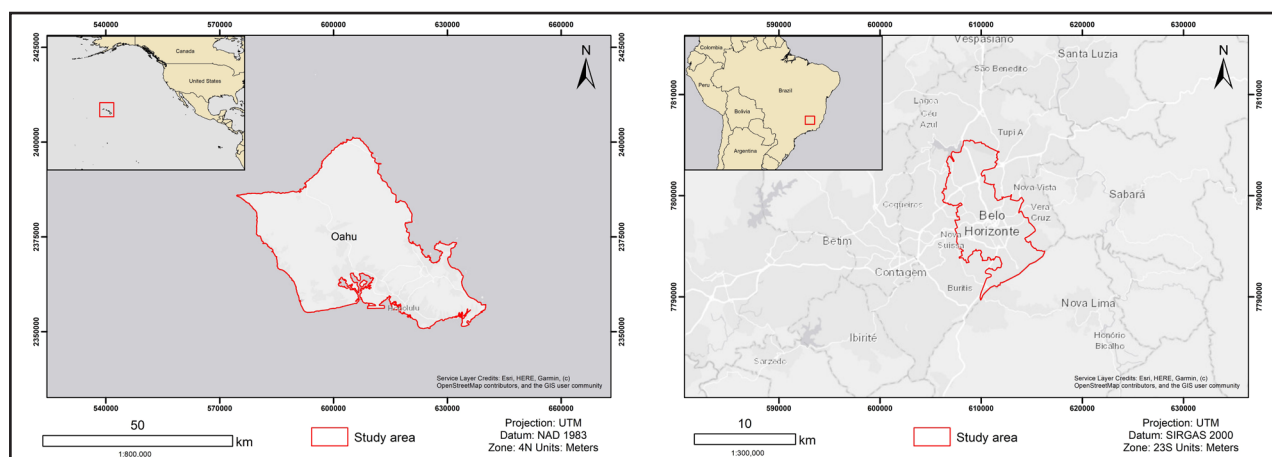 540000 570000 600000 630000 660000
2425000
2400000
2375000
2350000
Canada
United States
N
Oahu
Honolulu
Service Layer Credits: Esri, HERE, Garmin, (c)
OpenStreetMap contributors, and the GIS user community
2425000
2400000
2375000
2350000
540000 570000 600000 630000 660000
50
km
1:800,000
Study area
Projection: UTM
Datum: NAD 1983
Zone: 4N Units: Meters
590000 600000 610000 620000 630000
7810000
7800000
7790000
Colombia
Peru
Brazil
Bolivia
Argentina
N
Vespasiano
Santa Luzia
São Benedito
Lagoa
Céu
Azul
Tupi A
Nova Vista
Sabará
Vera
Cruz
Coqueiros
Belo
Horizonte
Nova
Suissa
Betim
Contagem
Buritis
Nova Lima
Honório
Bicalho
Ibirité
Sarzedo
Service Layer Credits: Esri, HERE, Garmin, (c)
OpenStreetMap contributors, and the GIS user community
7810000
7800000
7790000
590000 600000 610000 620000 630000
10
km
1:300,000
Study area
Projection: UTM
Datum: SIRGAS 2000
Zone: 23S Units: Meters